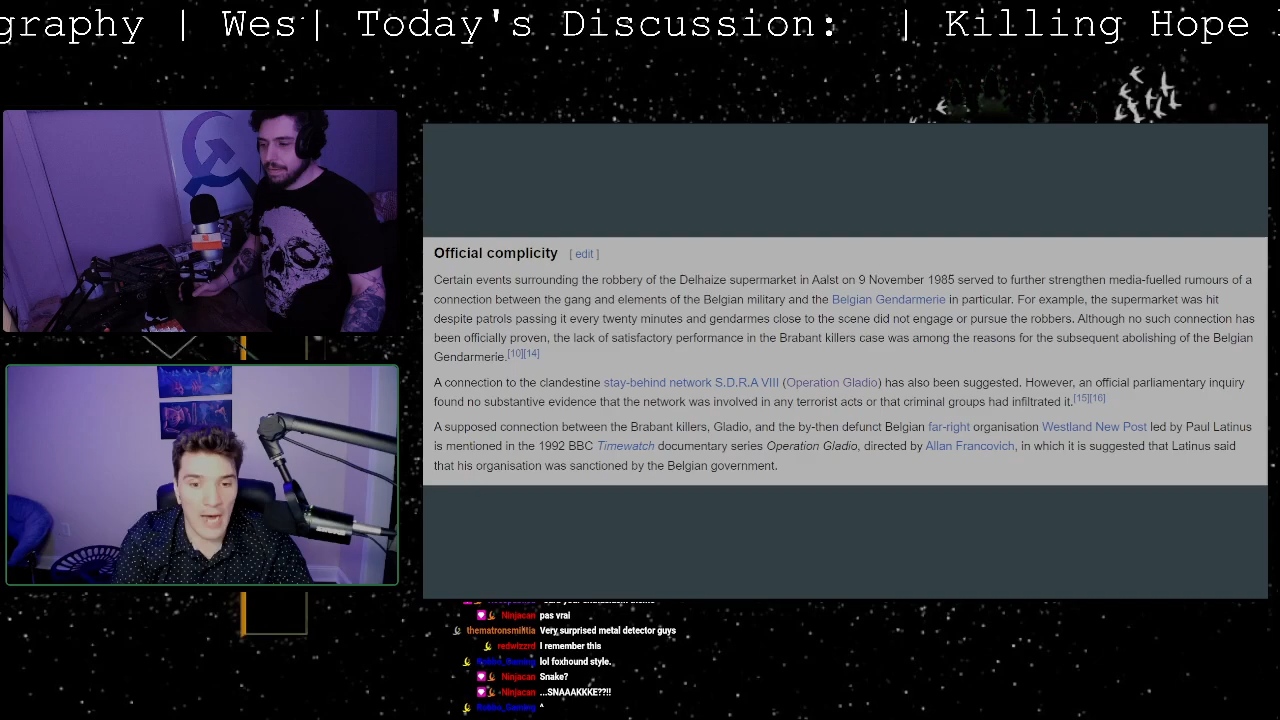 graphy | Wes | Today's Discussion: | Killing Hope
Official complicity [ edit ]
Certain events surrounding the robbery of the Delhaize supermarket in Aalst on 9 November 1985 served to further strengthen media-fuelled rumours of a
connection between the gang and elements of the Belgian military and the Belgian Gendarmerie in particular. For example, the supermarket was hit
despite patrols passing it every twenty minutes and gendarmes close to the scene did not engage or pursue the robbers. Although no such connection has
been officially proven, the lack of satisfactory performance in the Brabant killers case was among the reasons for the subsequent abolishing of the Belgian
Gendarmerie.[10][14]
A connection to the clandestine stay-behind network S.D.R.A VIII (Operation Gladio) has also been suggested. However, an official parliamentary inquiry
found no substantive evidence that the network was involved in any terrorist acts or that criminal groups had infiltrated it.[15][16]
A supposed connection between the Brabant killers, Gladio, and the by-then defunct Belgian far-right organisation Westland New Post led by Paul Latinus
is mentioned in the 1992 BBC Timewatch documentary series Operation Gladio, directed by Allan Francovich, in which it is suggested that Latinus said
that his organisation was sanctioned by the Belgian government.
Ninjacan pas vrai
thematronsmilitia Very surprised metal detector guys
redwizzrd I remember this
lol foxhound style.
Ninjacan Snake?
Ninjacan ...SNAAAKKKE??!!
^